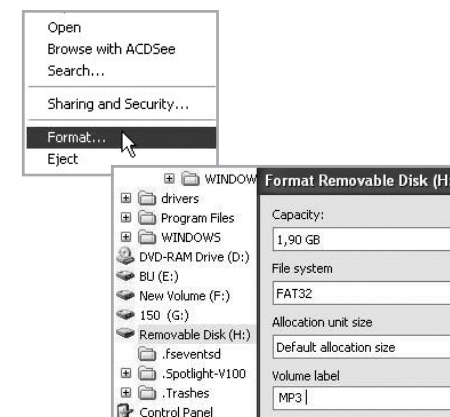 Open
Browse with ACDSee
Search...
Sharing and Security...
Format...
Eject
WINDOW
drivers
Program Files
WINDOWS
DVD-RAM Drive (D:)
BU (E:)
New Volume (F:)
150 (G:)
Removable Disk (H:)
.fseventsd
.Spotlight-V100
.Trashes
Control Panel
Format Removable Disk (H:
Capacity:
1,90 GB
File system
FAT32
Allocation unit size
Default allocation size
Volume label
MP3